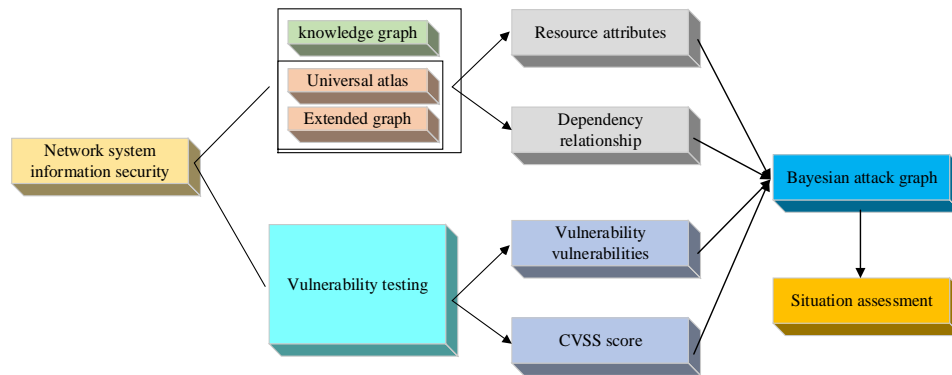 knowledge graph
Universal atlas
Extended graph
Network system
information security
Vulnerability testing
Resource attributes
Dependency
relationship
Vulnerability
vulnerabilities
CVSS score
Bayesian attack graph
Situation assessment